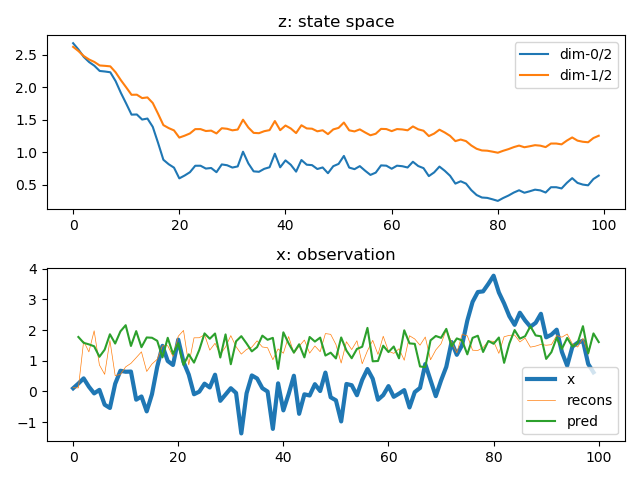 z: state space
2.5
2.0
1.5
1.0
0.5
dim-0/2
dim-1/2
0 20 40 60 80 100
x: observation
4
3
2
1
0
−1
x
recons
pred
0 20 40 60 80 100